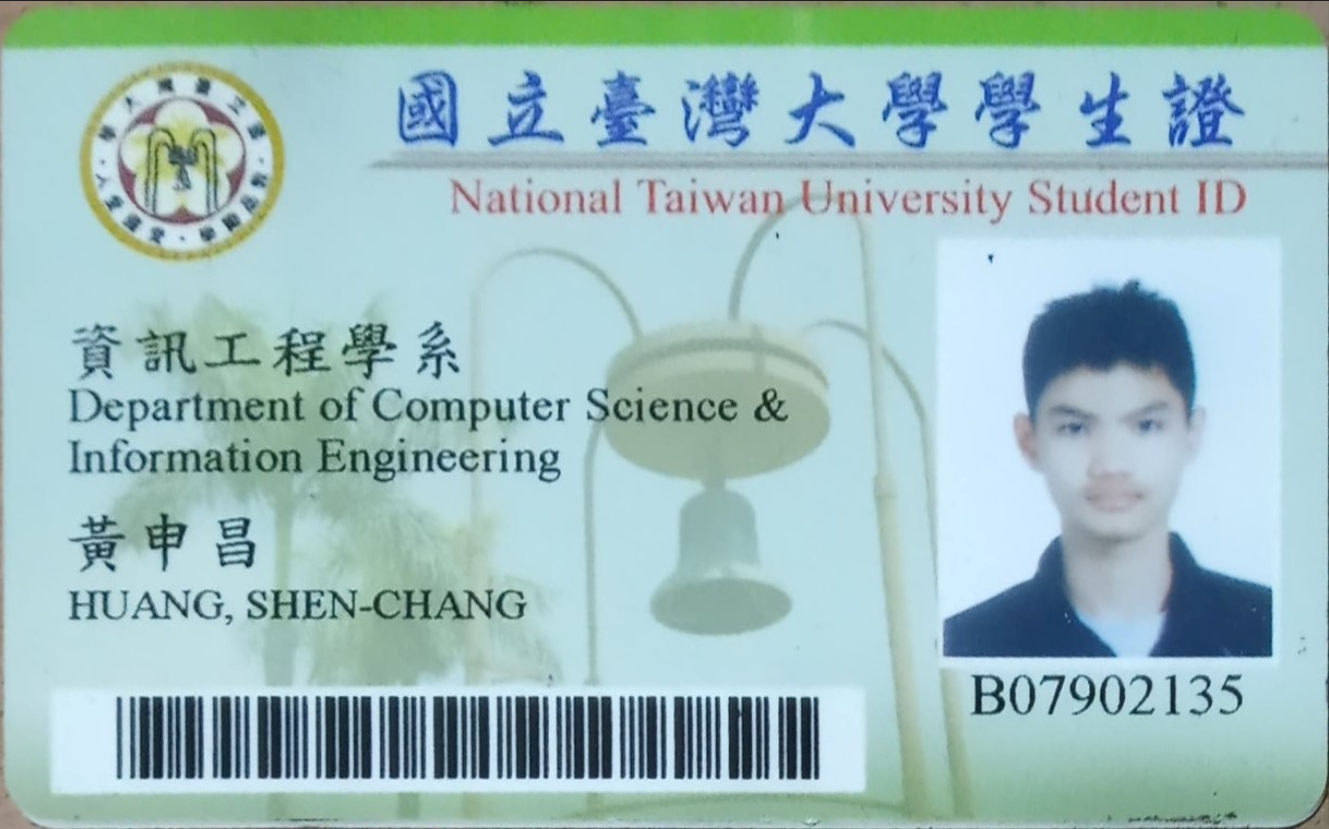 國立臺灣大學學生證
National Taiwan University Student ID
資訊工程學系
Department of Computer Science &
Information Engineering
黃申昌
HUANG, SHEN-CHANG
B07902135